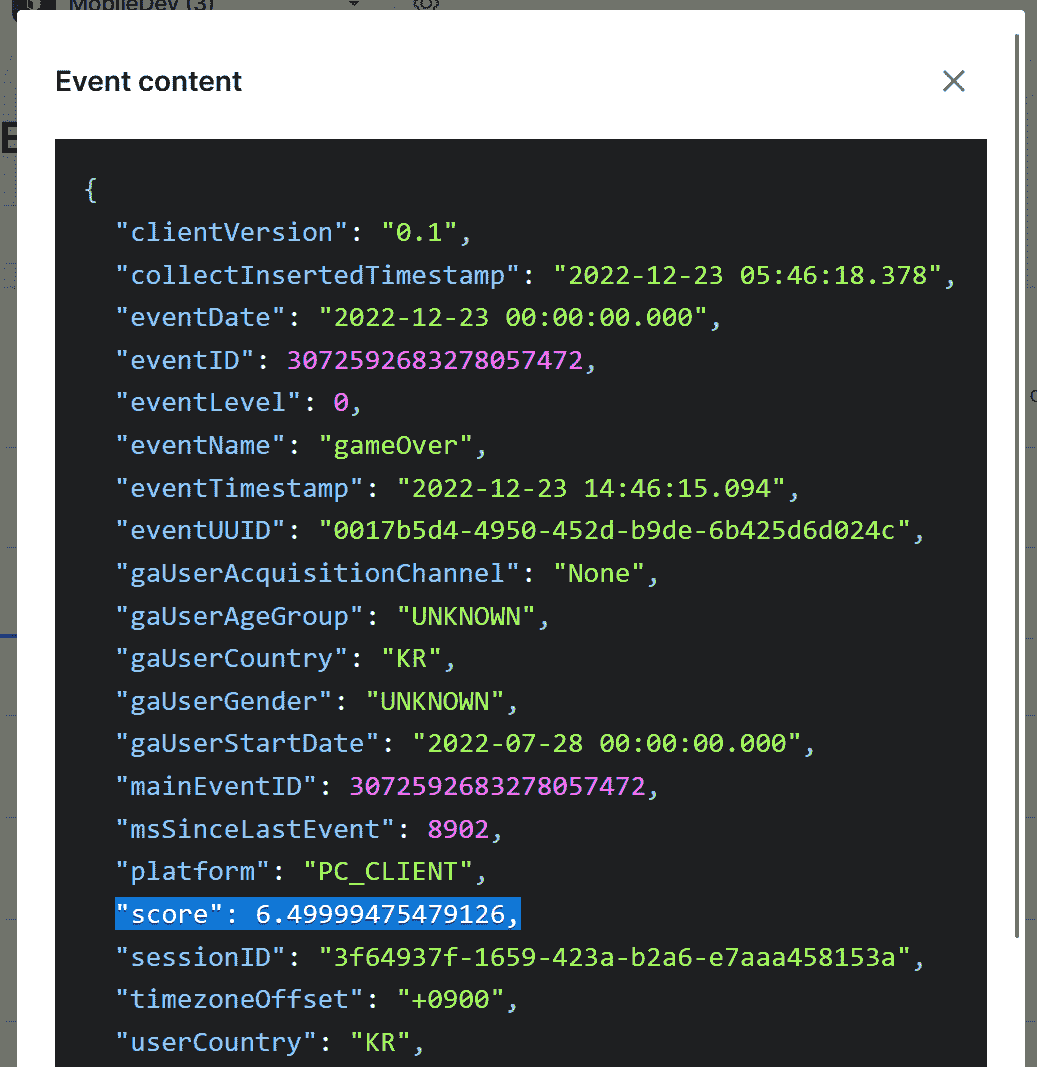 MobileDev (3)
Event content
{
"clientVersion": "0.1",
"collectInsertedTimestamp": "2022-12-23 05:46:18.378",
"eventDate": "2022-12-23 00:00:00.000",
"eventID": 3072592683278057472,
"eventLevel": 0,
"eventName": "gameOver",
"eventTimestamp": "2022-12-23 14:46:15.094",
"eventUUID": "0017b5d4-4950-452d-b9de-6b425d6d024c",
"gaUserAcquisitionChannel": "None",
"gaUserAgeGroup": "UNKNOWN",
"gaUserCountry": "KR",
"gaUserGender": "UNKNOWN",
"gaUserStartDate": "2022-07-28 00:00:00.000",
"mainEventID": 3072592683278057472,
"msSinceLastEvent": 8902,
"platform": "PC_CLIENT",
"score": 6.49999475479126,
"sessionID": "3f64937f-1659-423a-b2a6-e7aaa458153a",
"timezoneOffset": "+0900",
"userCountry": "KR",